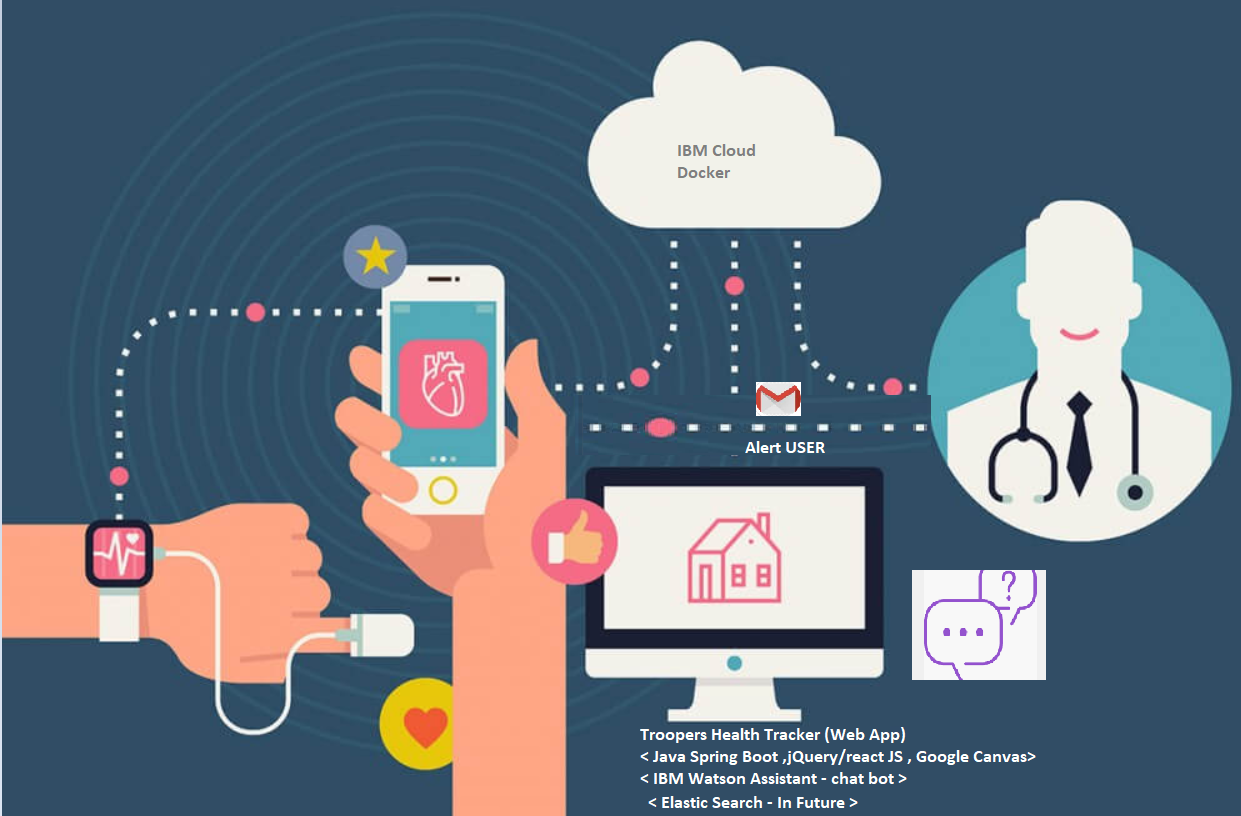 IBM Cloud
Docker
Alert USER
Troopers Health Tracker (Web App)
< Java Spring Boot ,jQuery/react JS , Google Canvas>
< IBM Watson Assistant - chat bot >
< Elastic Search - In Future >